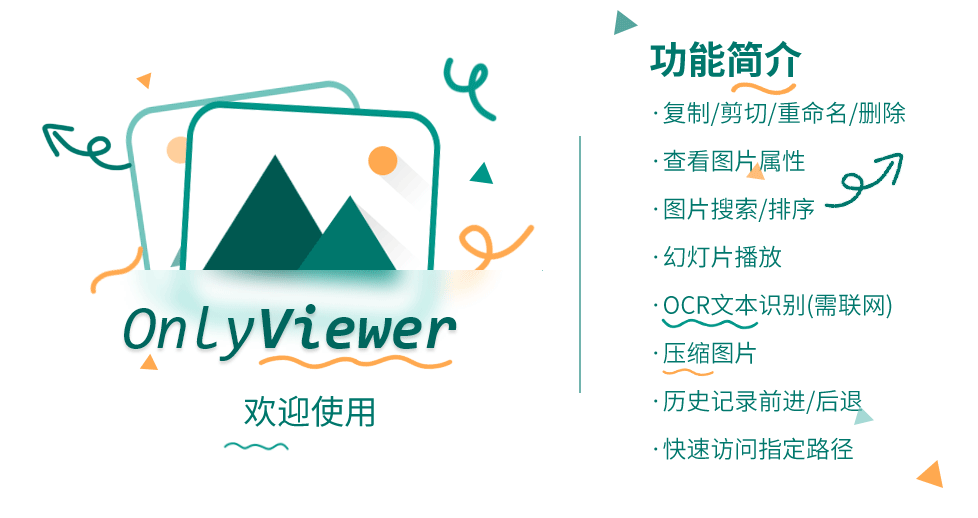 OnlyViewer
欢迎使用
功能简介
·复制/剪切/重命名/删除
·查看图片属性
·图片搜索/排序
·幻灯片播放
·OCR文本识别(需联网)
·压缩图片
·历史记录前进/后退
·快速访问指定路径